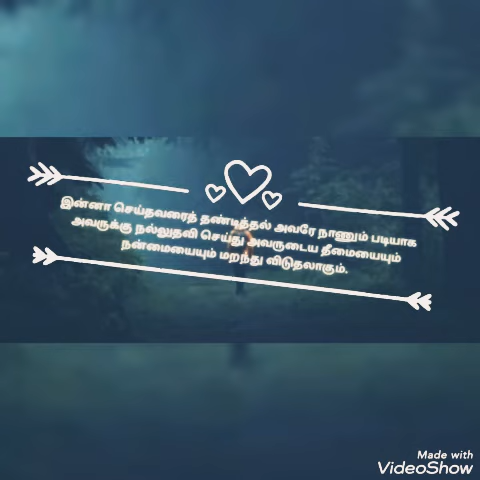 இன்னா செய்தவரைத் தண்டித்தல் அவரே நாணும் படியாக
அவருக்கு நல்லுதவி செய்து அவருடைய தீமையையும்
நன்மையையும் மறந்து விடுதலாகும்.
Made with
VideoShow